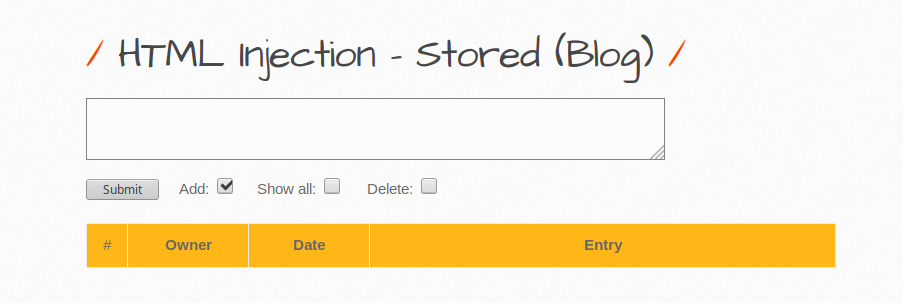 / HTML Injection - Stored (Blog) /
Submit Add: Show all: Delete:
# Owner Date Entry